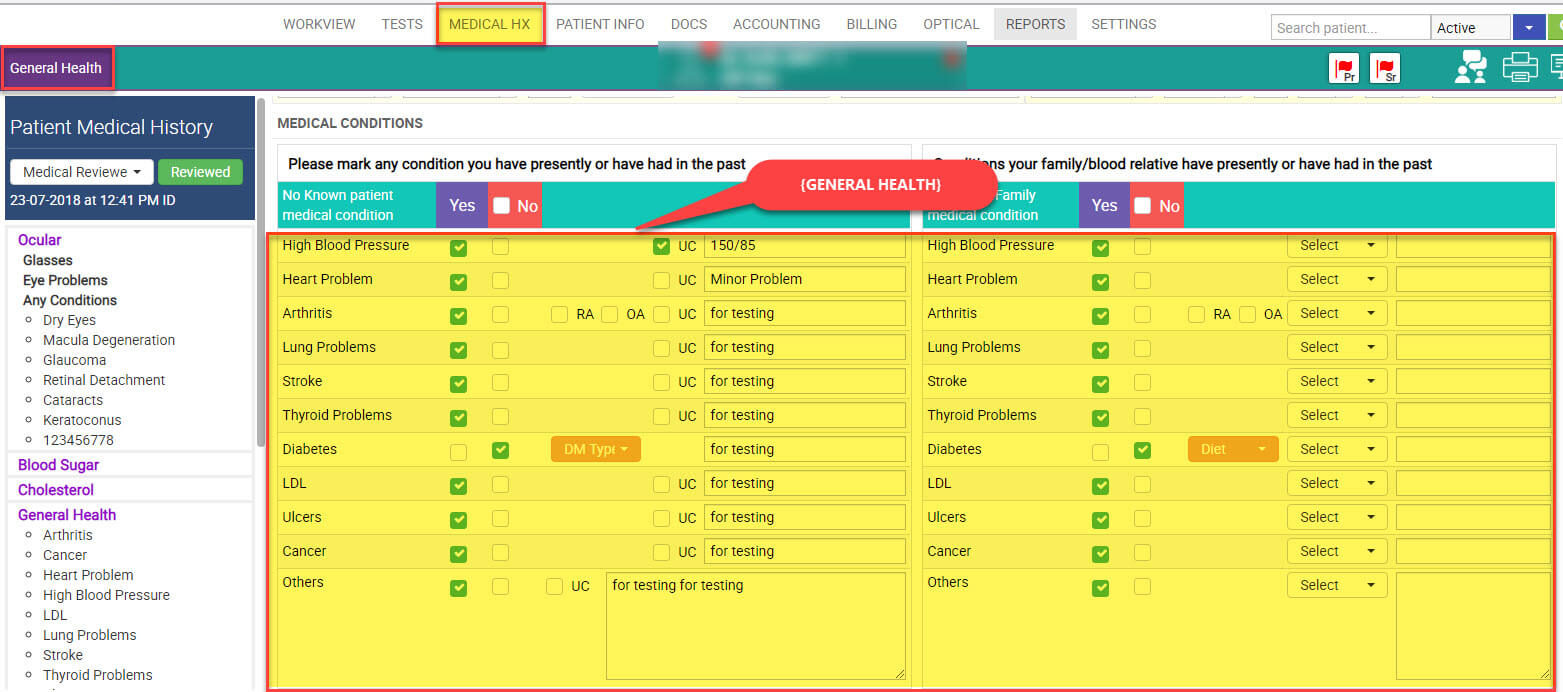 WORKVIEW TESTS MEDICAL HX PATIENT INFO DOCS ACCOUNTING BILLING OPTICAL REPORTS SETTINGS Search patient... Active
General Health Pr Sr
Patient Medical History
Medical Reviewe Reviewed
23-07-2018 at 12:41 PM ID
Ocular
Glasses
Eye Problems
Any Conditions
Dry Eyes
Macula Degeneration
Glaucoma
Retinal Detachment
Cataracts
Keratoconus
123456778
Blood Sugar
Cholesterol
General Health
Arthritis
Cancer
Heart Problem
High Blood Pressure
LDL
Lung Problems
Stroke
Thyroid Problems
MEDICAL CONDITIONS
{GENERAL HEALTH}
Please mark any condition you have presently or have had in the past
No Known patient
medical condition
Yes No
High Blood Pressure UC 150/85
Heart Problem UC Minor Problem
Arthritis RA OA UC for testing
Lung Problems UC for testing
Stroke UC for testing
Thyroid Problems UC for testing
Diabetes DM Type for testing
LDL UC for testing
Ulcers UC for testing
Cancer UC for testing
Others UC for testing for testing
your family/blood relative have presently or have had in the past
Family
medical condition
Yes No
High Blood Pressure Select
Heart Problem Select
Arthritis RA OA Select
Lung Problems Select
Stroke Select
Thyroid Problems Select
Diabetes Diet Select
LDL Select
Ulcers Select
Cancer Select
Others Select